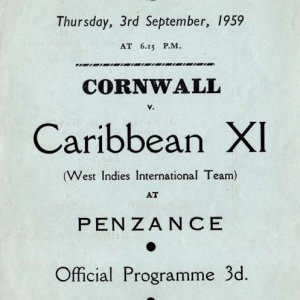 Thursday, 3rd September, 1959
AT 6.15 P.M.
CORNWALL
v.
Caribbean XI
(West Indies International Team)
AT
PENZANCE
Official Programme 3d.